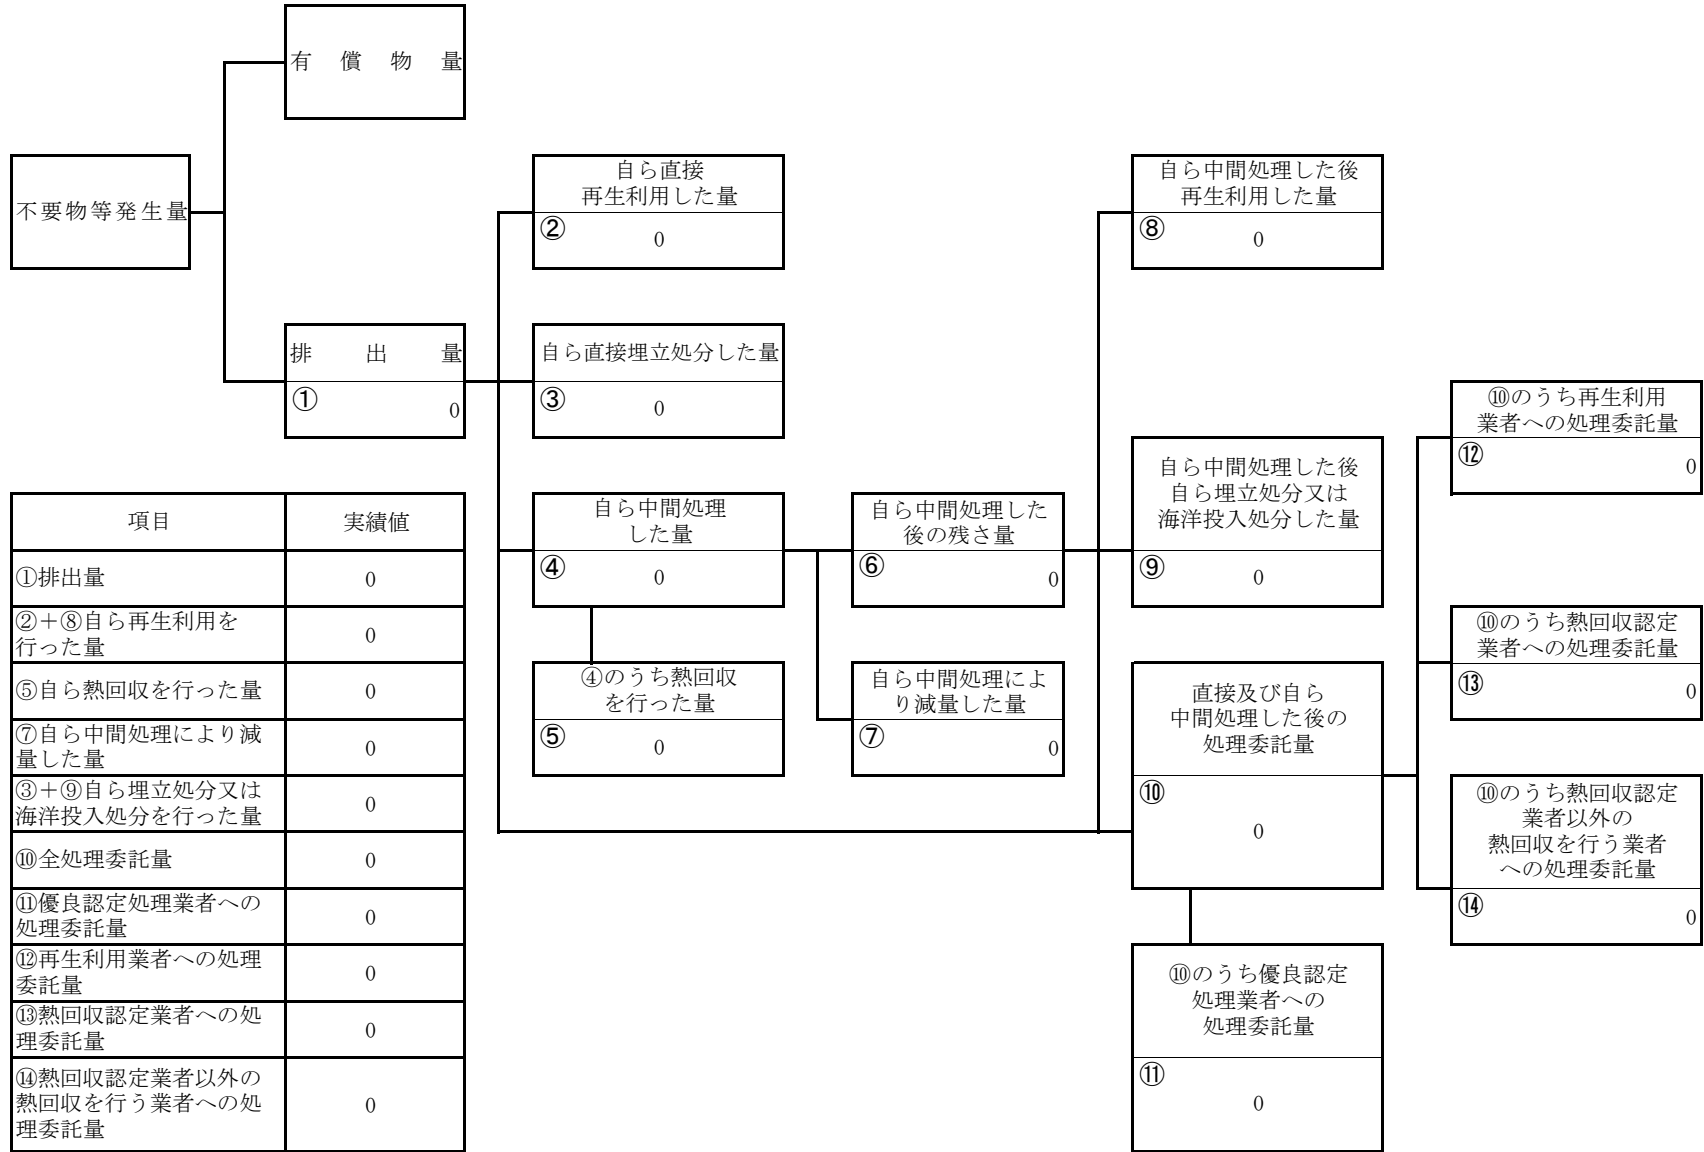 有償物量
不要物等発生量
自ら直接
再生利用した量
②
0
自ら中間処理した後
再生利用した量
⑧
0
排出量
①
0
自ら直接埋立処分した量
③
0
⑩のうち再生利用
業者への処理委託量
⑫
0
自ら中間処理
した量
④
0
自ら中間処理した
後の残さ量
⑥
0
自ら中間処理した後
自ら埋立処分又は
海洋投入処分した量
⑨
0
⑩のうち熱回収認定
業者への処理委託量
⑬
0
④のうち熱回収
を行った量
⑤
0
自ら中間処理によ
り減量した量
⑦
0
直接及び自ら
中間処理した後の
処理委託量
⑩
0
⑩のうち熱回収認定
業者以外の
熱回収を行う業者
への処理委託量
⑭
0
⑩のうち優良認定
処理業者への
処理委託量
⑪
0
項目 実績値
①排出量 0
②＋⑧自ら再生利用を
行った量 0
⑤自ら熱回収を行った量 0
⑦自ら中間処理により減
量した量 0
③＋⑨自ら埋立処分又は
海洋投入処分を行った量 0
⑩全処理委託量 0
⑪優良認定処理業者への
処理委託量 0
⑫再生利用業者への処理
委託量 0
⑬熱回収認定業者への処
理委託量 0
⑭熱回収認定業者以外の
熱回収を行う業者への処 0
理委託量